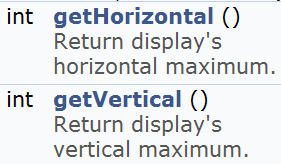 int getHorizontal ()
Return display's
horizontal maximum.
int getVertical ()
Return display's
vertical maximum.